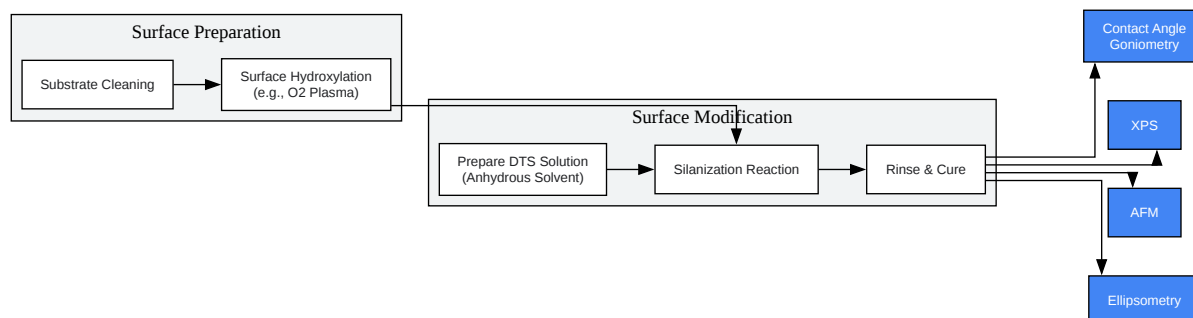 Surface Preparation
Substrate Cleaning
Surface Hydroxylation
(e.g., O2 Plasma)
Surface Modification
Prepare DTS Solution
(Anhydrous Solvent)
Silanization Reaction
Rinse & Cure
Contact Angle
Goniometry
XPS
AFM
Ellipsometry